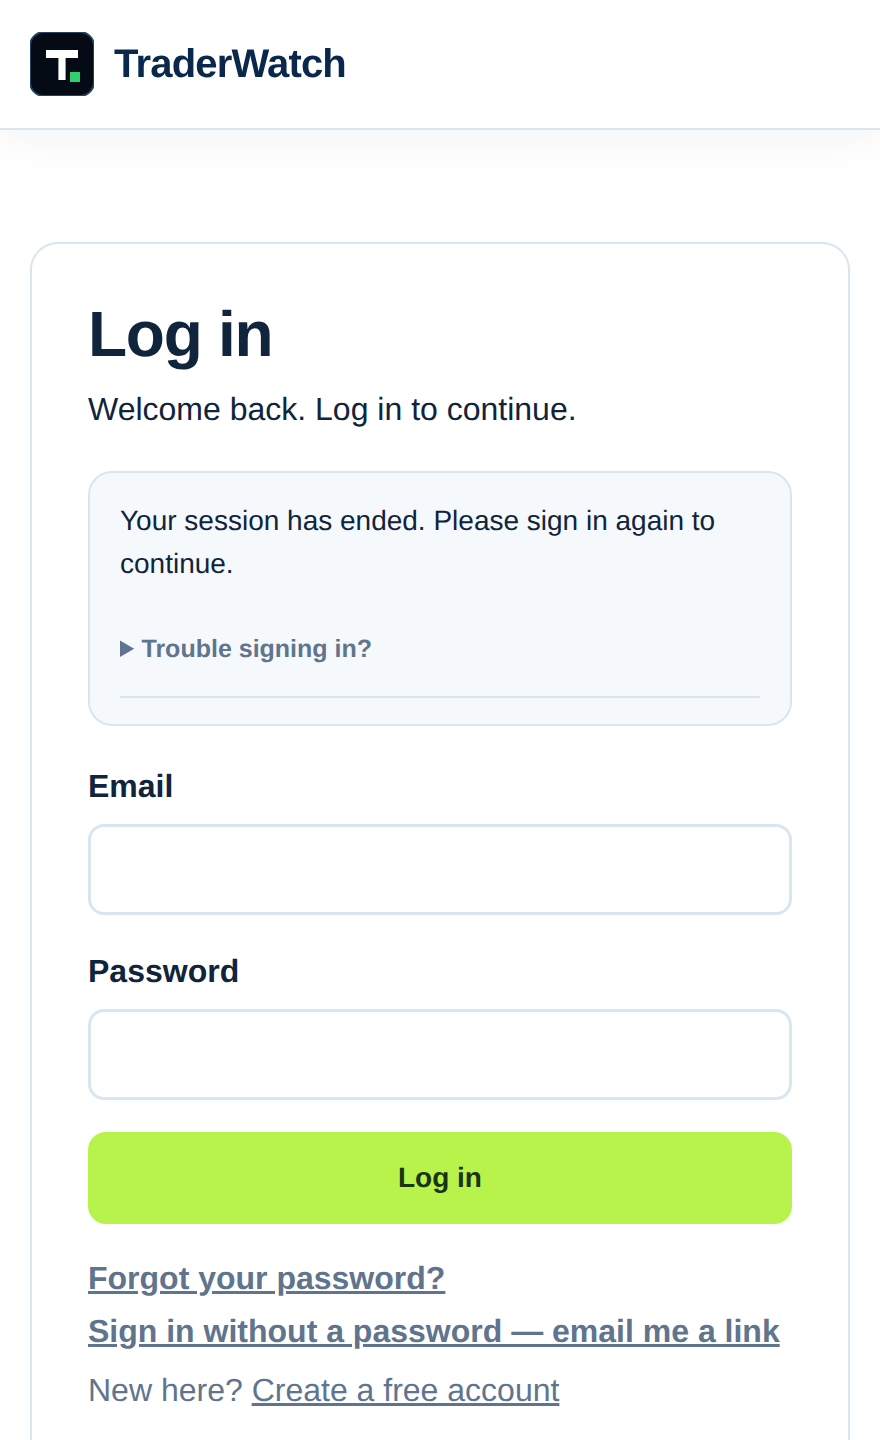 TraderWatch
Log in
Welcome back. Log in to continue.
Your session has ended. Please sign in again to
continue.
Trouble signing in?
Email
Password
Log in
Forgot your password?
Sign in without a password — email me a link
New here? Create a free account